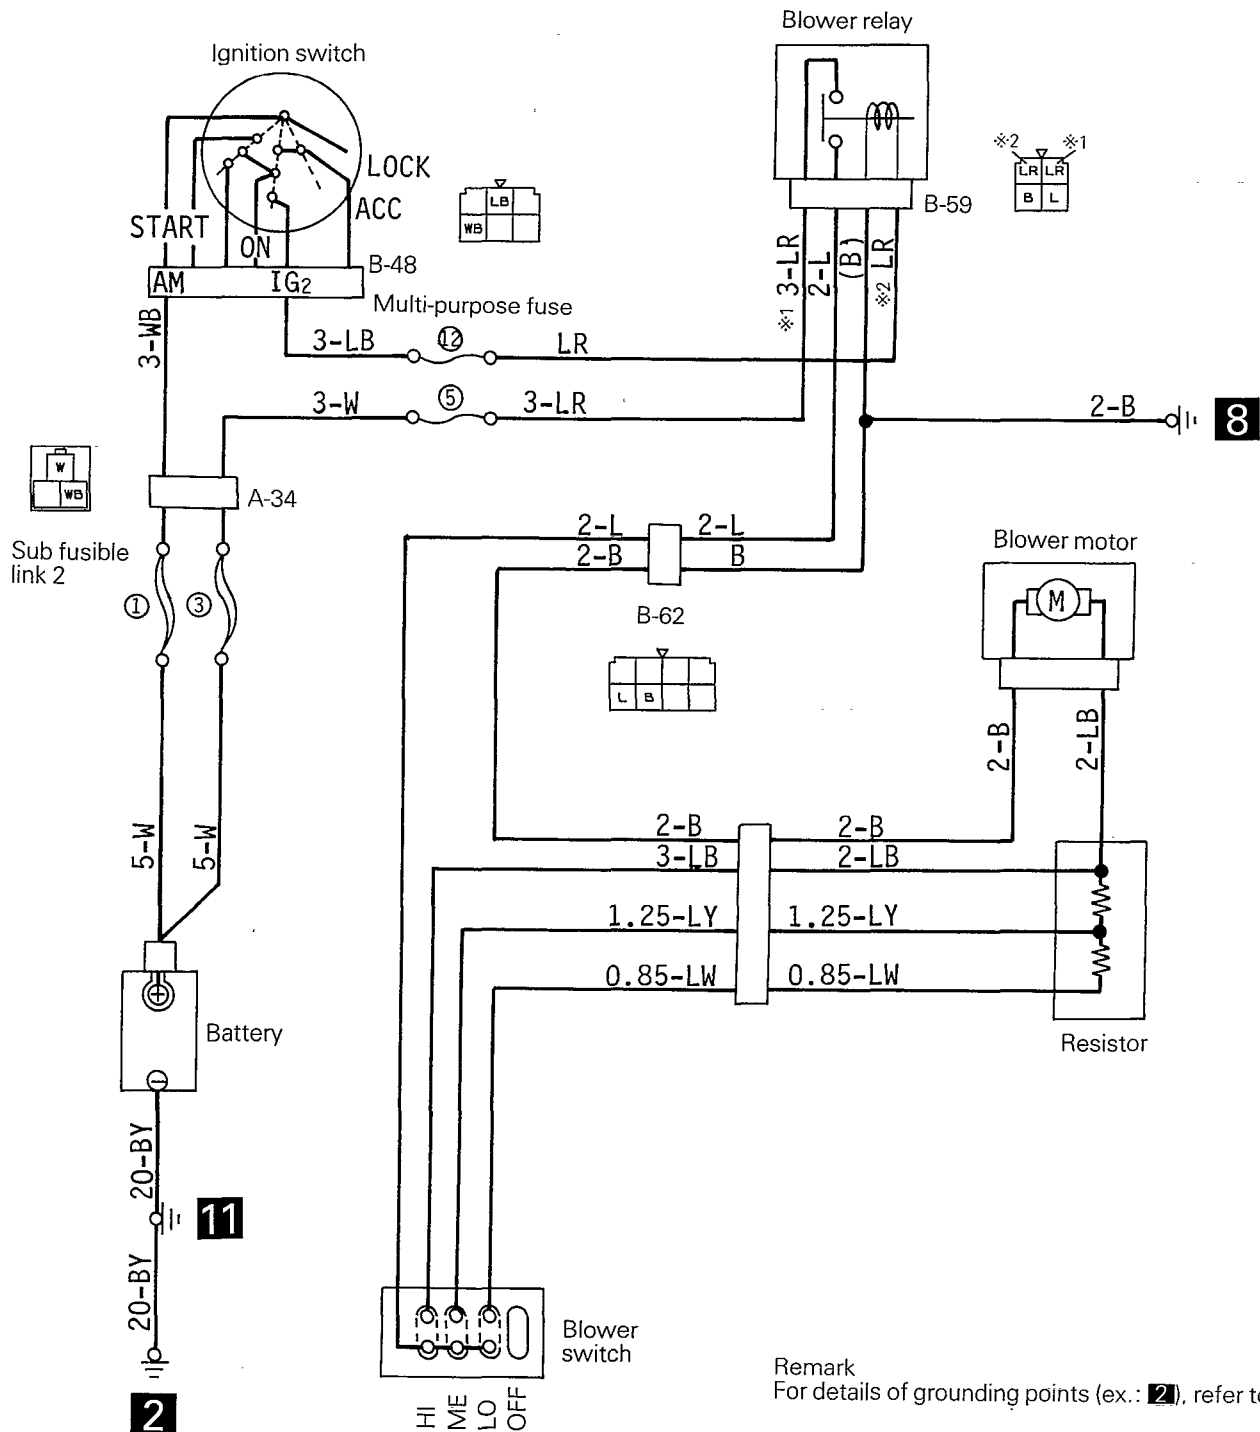 Blower relay
Ignition switch
LOCK
ACC
START
ON
AM
IG2
B-48
LB
WB
※2
※1
LR LR
B L
B-59
3-LR
2-L
(B)
LR
※1
※2
3-WB
Multi-purpose fuse
3-LB
12
LR
3-W
5
3-LR
2-B
8
W
WB
A-34
Sub fusible
link 2
1
3
2-L
2-L
2-B
B
B-62
L B
Blower motor
M
2-B
2-LB
5-W
5-W
2-B
2-B
3-LB
2-LB
1.25-LY
1.25-LY
0.85-LW
0.85-LW
Resistor
+
Battery
−
20-BY
11
20-BY
2
Blower
switch
HI
ME
LO
OFF
Remark
For details of grounding points (ex.: 2), refer to